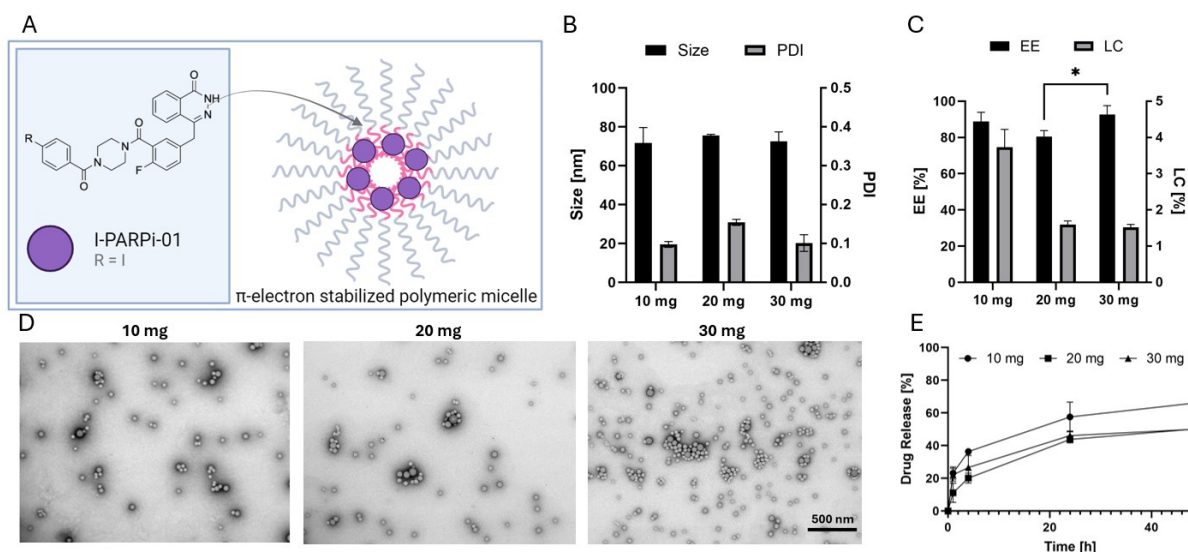 A
R
O
N
N
O
F
O
NH
N
I-PARPi-01
R = I
π-electron stabilized polymeric micelle
B
Size PDI
Size [nm]
100
80
60
40
20
0
0.5
0.4
0.3
0.2
0.1
0.0
PDI
10 mg 20 mg 30 mg
C
EE LC
*
EE [%]
100
80
60
40
20
0
5
4
3
2
1
0
LC [%]
10 mg 20 mg 30 mg
D
10 mg 20 mg 30 mg
500 nm
E
10 mg 20 mg 30 mg
Drug Release [%]
100
80
60
40
20
0
0 20 40
Time [h]